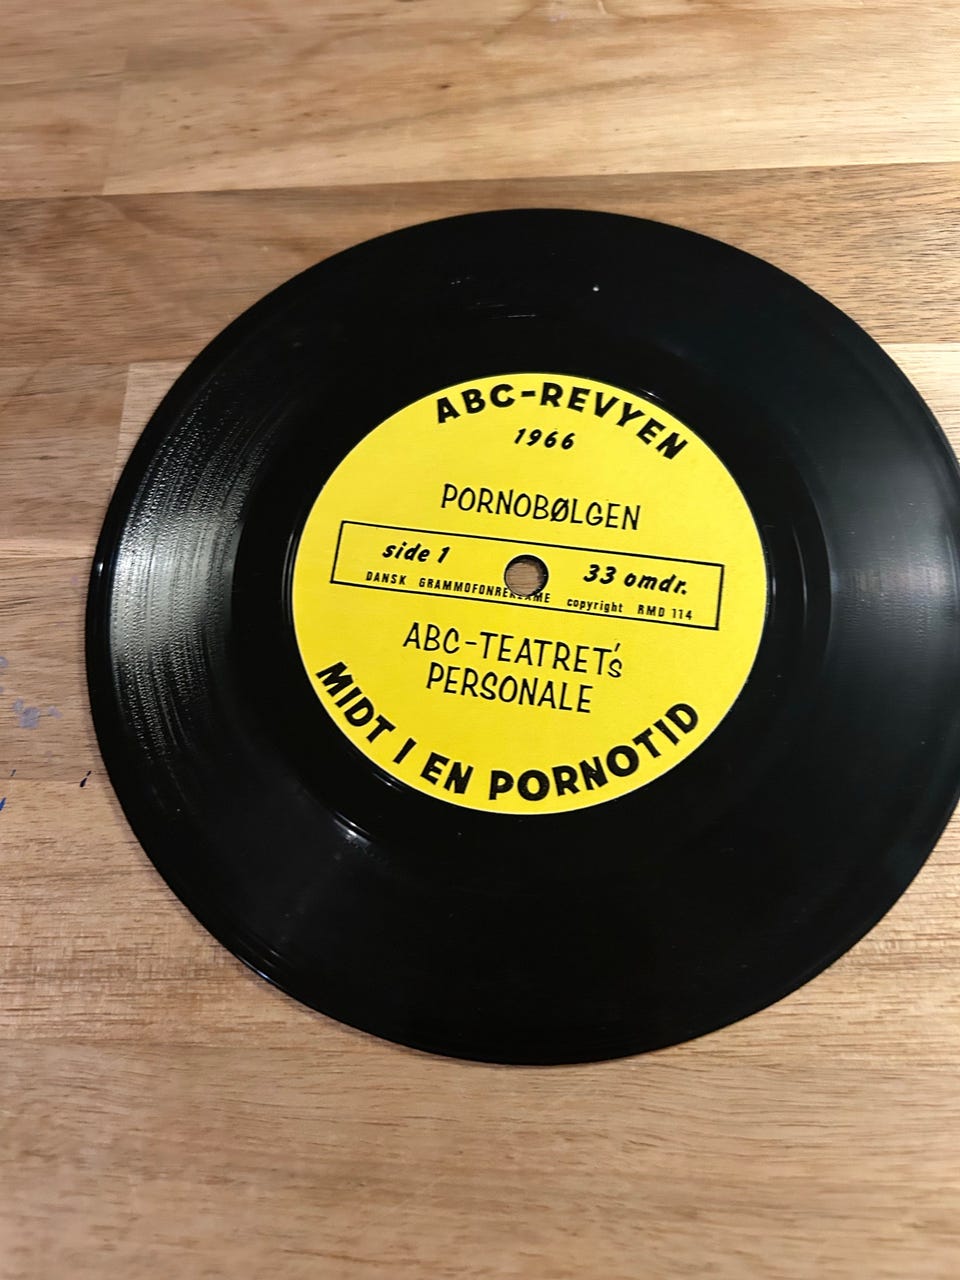 ABC-REVYEN
1966
PORNOBØLGEN
side 1 33 omdr.
DANSK GRAMMOFONREKLAME copyright RMD 114
ABC-TEATRET's
PERSONALE
MIDT I EN PORNOTID